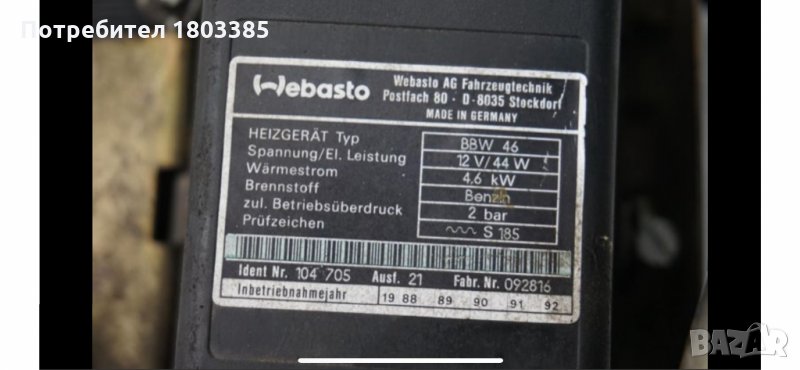 Потребител 1803385
Webasto
Webasto AG Fahrzeugtechnik
Postfach 80 · D-8035 Stockdorf
MADE IN GERMANY
HEIZGERÄT Typ BBW 46
Spannung/El. Leistung 12 V/44 W
Wärmestrom 4,6 kW
Brennstoff Benzin
zul. Betriebsüberdruck 2 bar
Prüfzeichen S 185
Ident Nr. 104 705 Ausf. 21 Fabr. Nr. 092816
Inbetriebnahmejahr 19 88 89 90 91 92
BAZAR